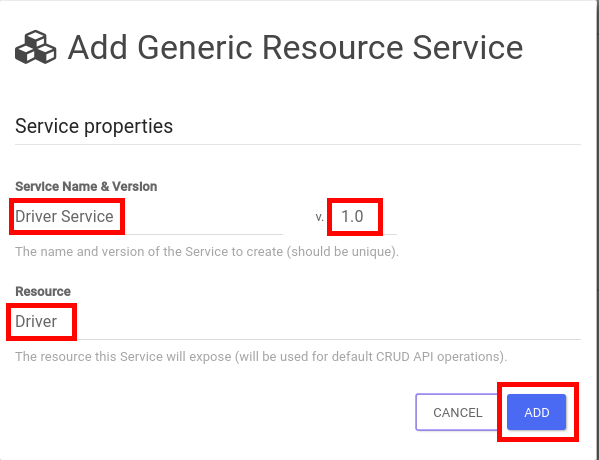 Add Generic Resource Service
Service properties
Service Name & Version
Driver Service v. 1.0
The name and version of the Service to create (should be unique).
Resource
Driver
The resource this Service will expose (will be used for default CRUD API operations).
CANCEL ADD